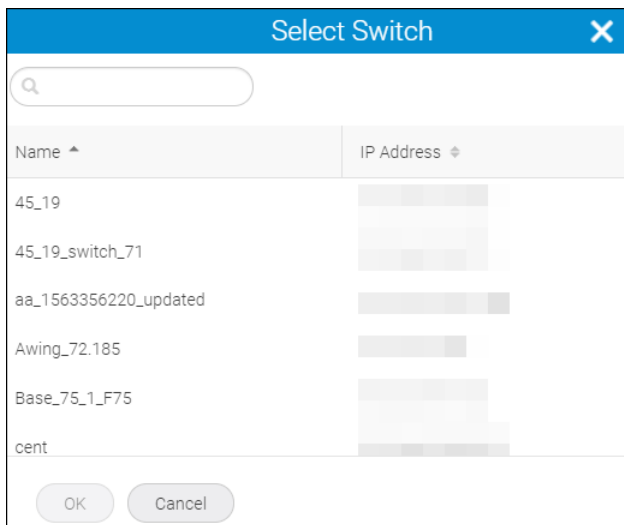 Select Switch
Name IP Address
45_19
45_19_switch_71
aa_1563356220_updated
Awing_72.185
Base_75_1_F75
cent
OK Cancel